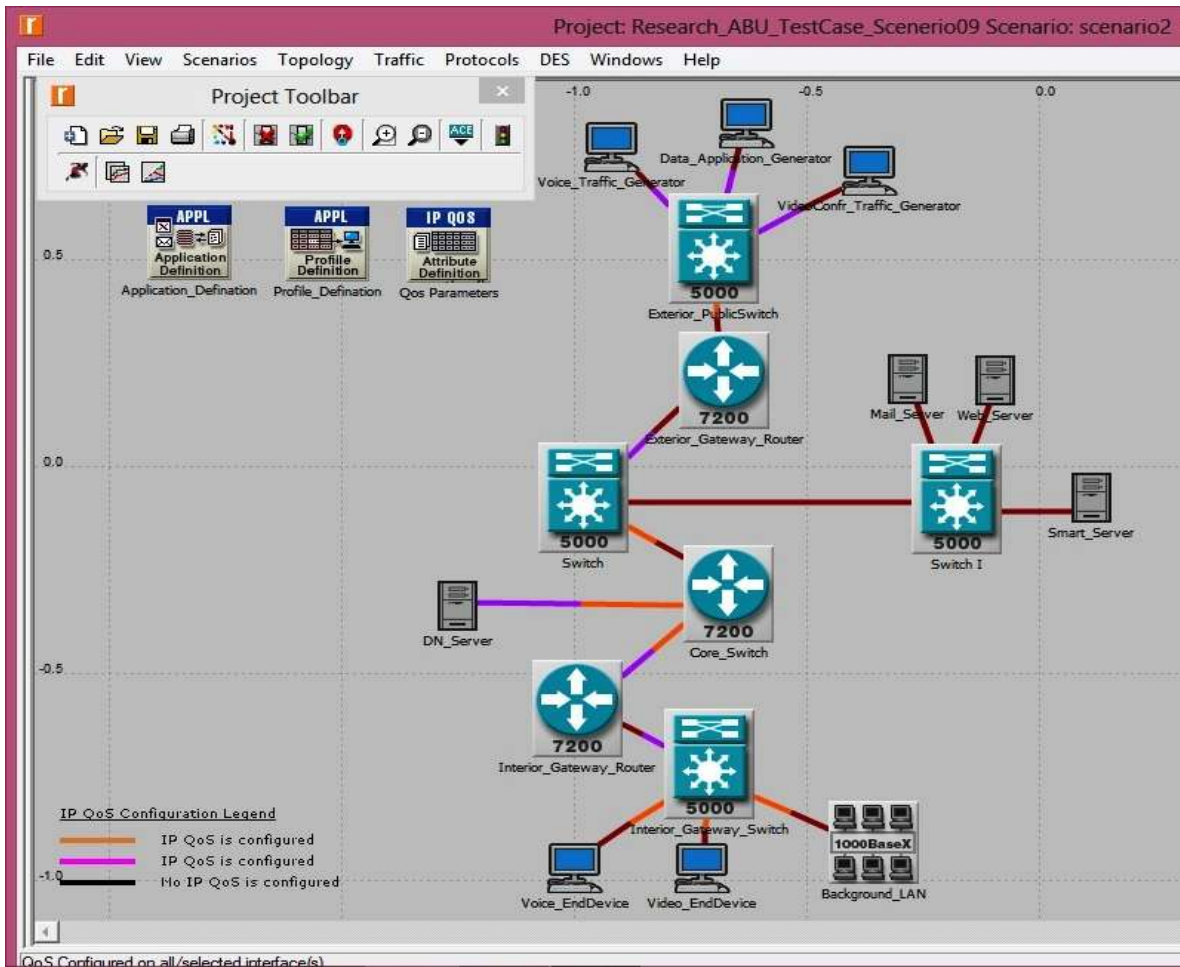 Project: Research_ABU_TestCase_Scenerio09 Scenario: scenario2
File Edit View Scenarios Topology Traffic Protocols DES Windows Help
Project Toolbar
ACE
-1.0 -0.5 0.0
Data_Application_Generator
Voice_Traffic_Generator
VideoConfr_Traffic_Generator
APPL
Application
Definition
Application_Defination
APPL
Profile
Definition
Profile_Defination
IP QOS
Attribute
Definition
Qos Parameters
0.5
5000
Exterior_PublicSwitch
7200
Exterior_Gateway_Router
Mail_Server
Web_Server
0.0
5000
Switch
5000
Switch I
Smart_Server
DN_Server
7200
Core_Switch
-0.5
7200
Interior_Gateway_Router
5000
Interior_Gateway_Switch
IP QoS Configuration Legend
IP QoS is configured
IP QoS is configured
No IP QoS is configured
-1.0
Voice_EndDevice
Video_EndDevice
1000BaseX
Background_LAN
QoS Configured on all/selected interface(s)